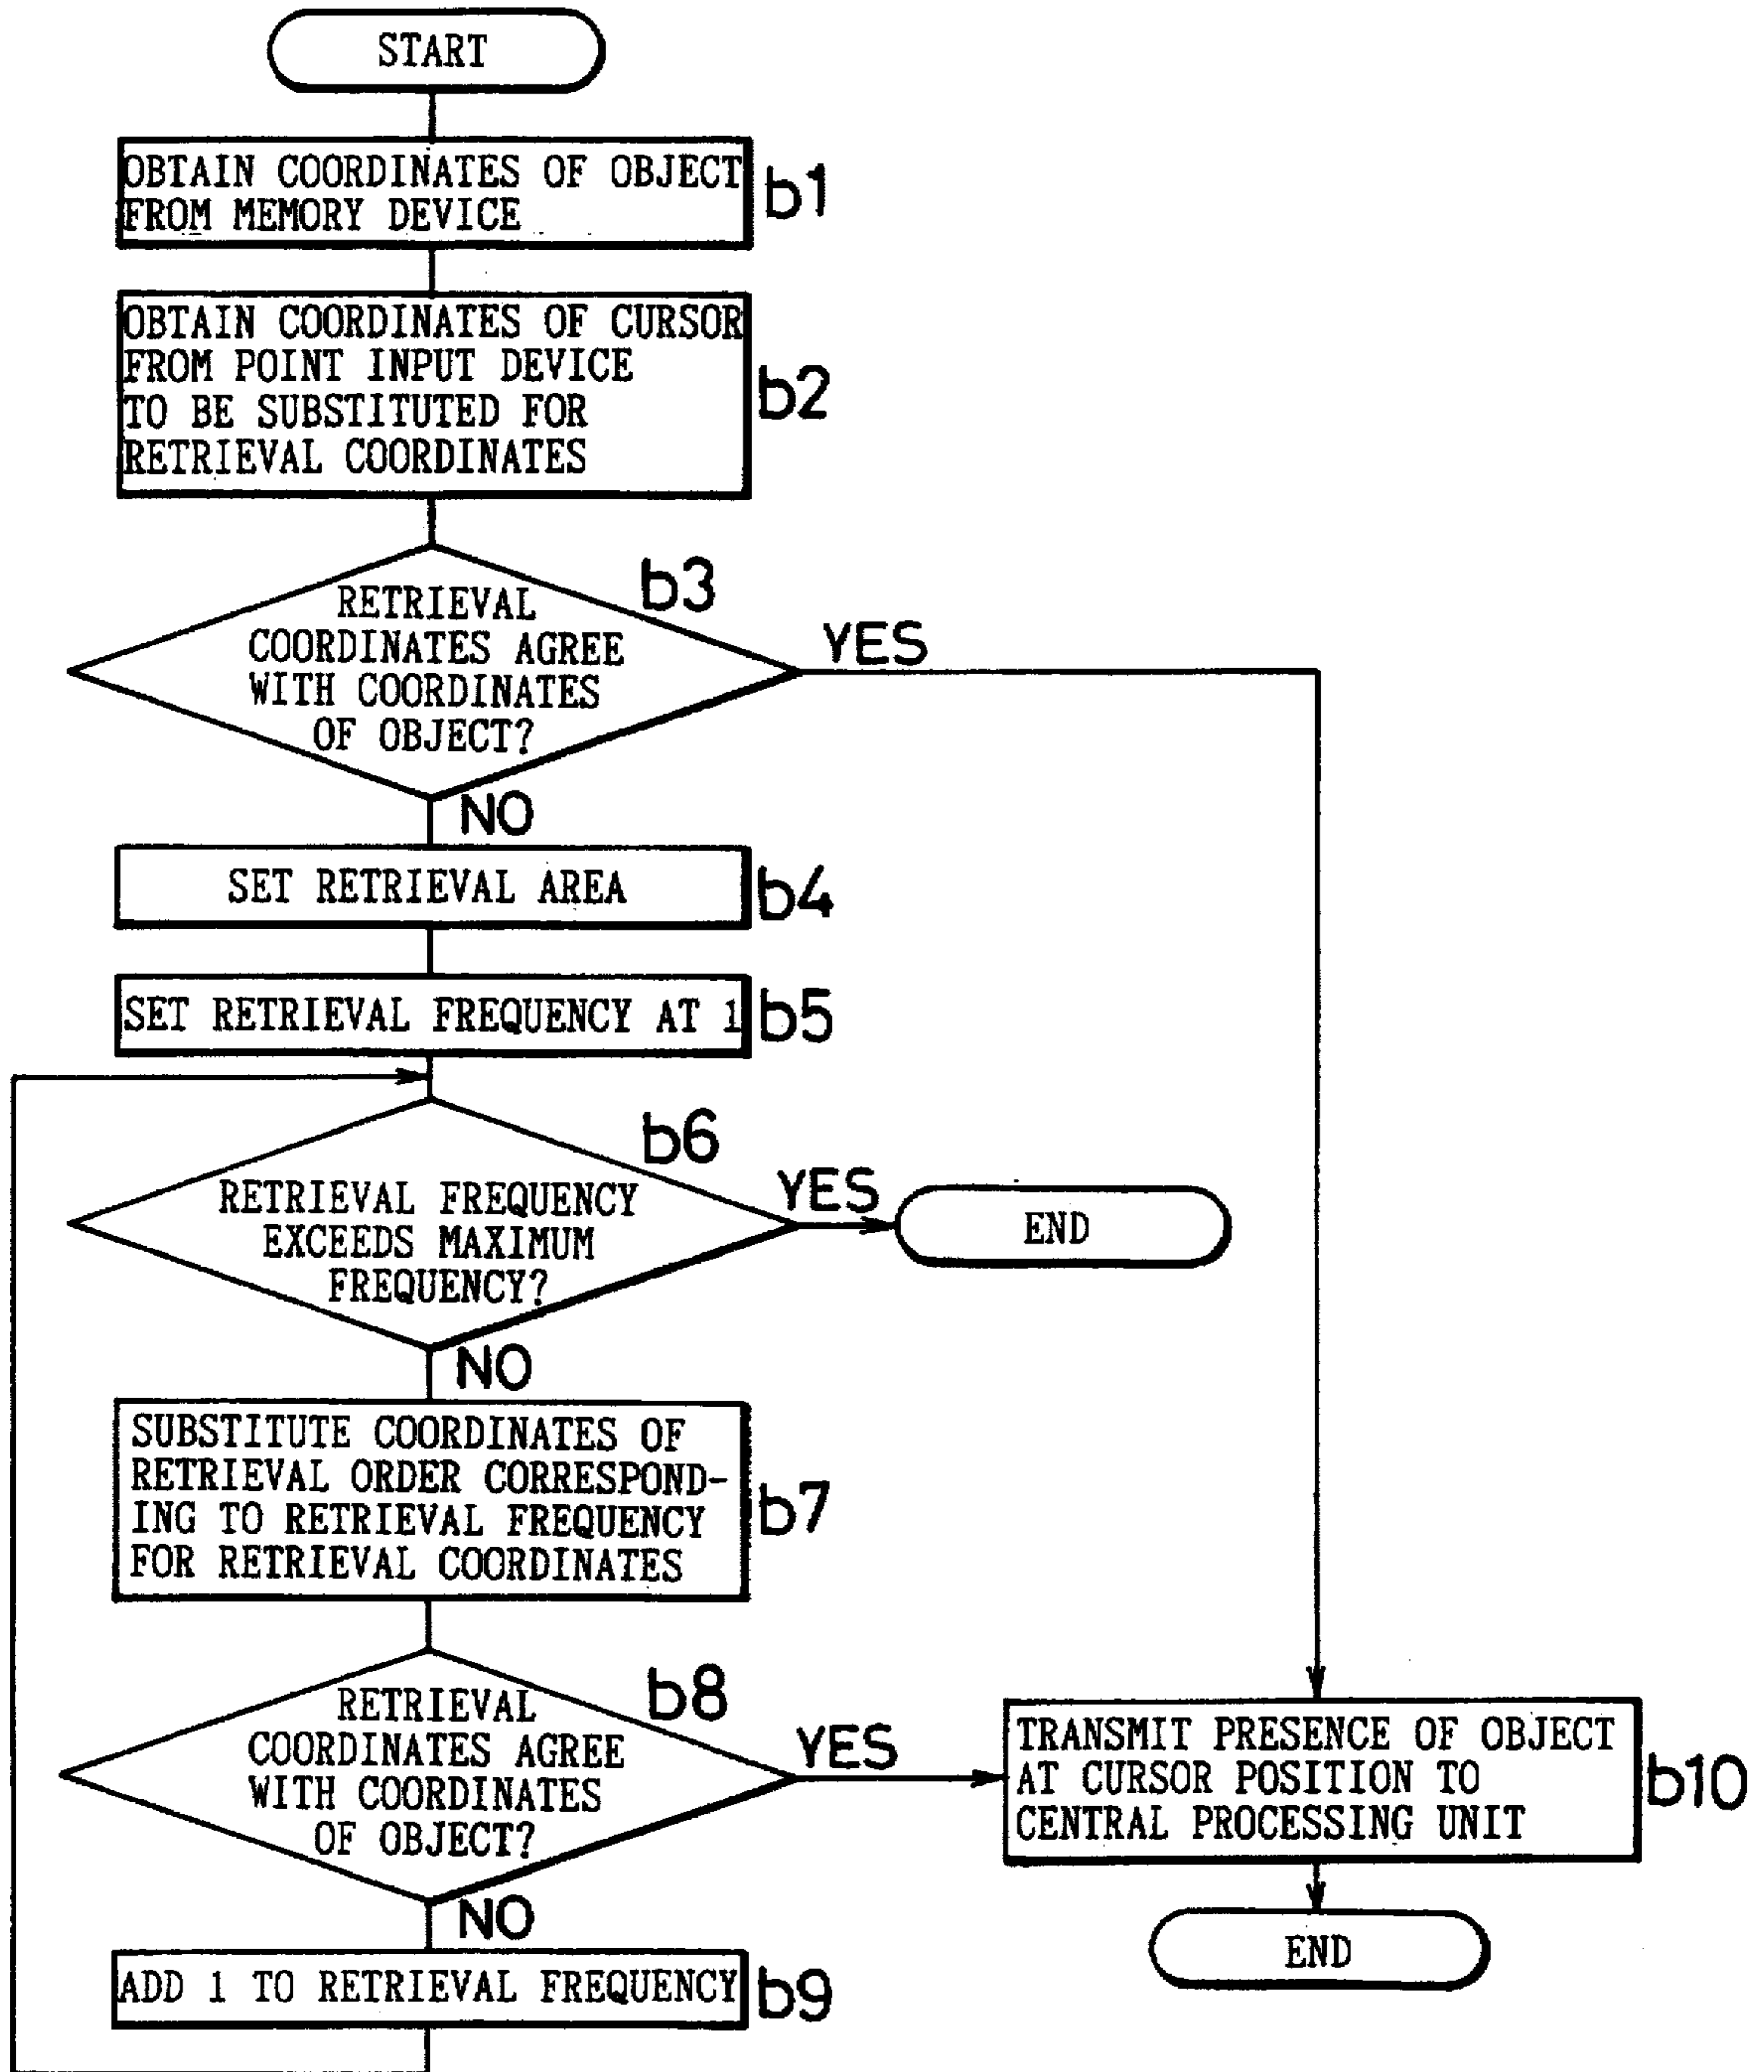 START
OBTAIN COORDINATES OF OBJECT
FROM MEMORY DEVICE
b1
OBTAIN COORDINATES OF CURSOR
FROM POINT INPUT DEVICE
TO BE SUBSTITUTED FOR
RETRIEVAL COORDINATES
b2
b3
RETRIEVAL
COORDINATES AGREE
WITH COORDINATES
OF OBJECT?
YES
NO
SET RETRIEVAL AREA
b4
SET RETRIEVAL FREQUENCY AT 1
b5
b6
RETRIEVAL FREQUENCY
EXCEEDS MAXIMUM
FREQUENCY?
YES
END
NO
SUBSTITUTE COORDINATES OF
RETRIEVAL ORDER CORRESPOND-
ING TO RETRIEVAL FREQUENCY
FOR RETRIEVAL COORDINATES
b7
b8
RETRIEVAL
COORDINATES AGREE
WITH COORDINATES
OF OBJECT?
YES
TRANSMIT PRESENCE OF OBJECT
AT CURSOR POSITION TO
CENTRAL PROCESSING UNIT
b10
NO
END
ADD 1 TO RETRIEVAL FREQUENCY
b9